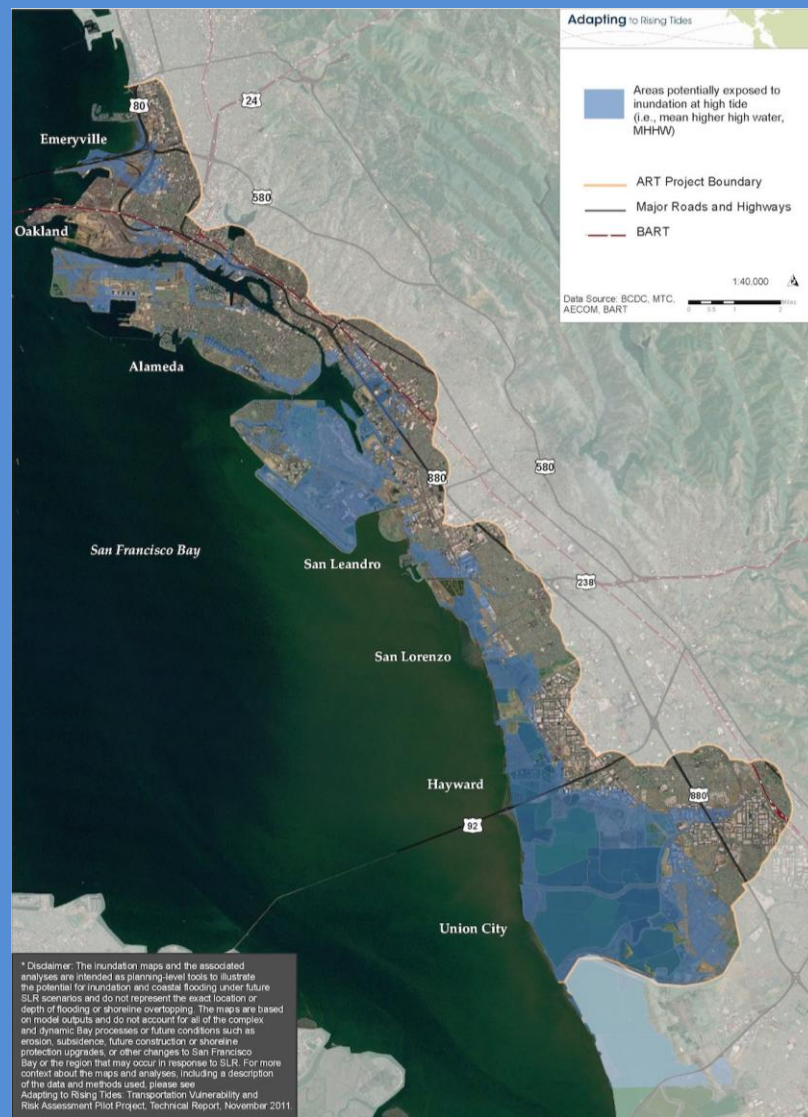 Adapting to Rising Tides
Areas potentially exposed to
inundation at high tide
(i.e., mean higher high water,
MHHW)
ART Project Boundary
Major Roads and Highways
BART
1:40,000
Data Source: BCDC, MTC,
AECOM, BART
Miles
0 0.5 1 2
80
24
Emeryville
580
Oakland
Alameda
580
880
San Francisco Bay
San Leandro
238
San Lorenzo
Hayward
880
92
Union City
* Disclaimer: The inundation maps and the associated
analyses are intended as planning-level tools to illustrate
the potential for inundation and coastal flooding under future
SLR scenarios and do not represent the exact location or
depth of flooding or shoreline overtopping. The maps are based
on model outputs and do not account for all of the complex
and dynamic Bay processes or future conditions such as
erosion, subsidence, future construction or shoreline
protection upgrades, or other changes to San Francisco
Bay or the region that may occur in response to SLR. For more
context about the maps and analyses, including a description
of the data and methods used, please see
Adapting to Rising Tides: Transportation Vulnerability and
Risk Assessment Pilot Project, Technical Report, November 2011.